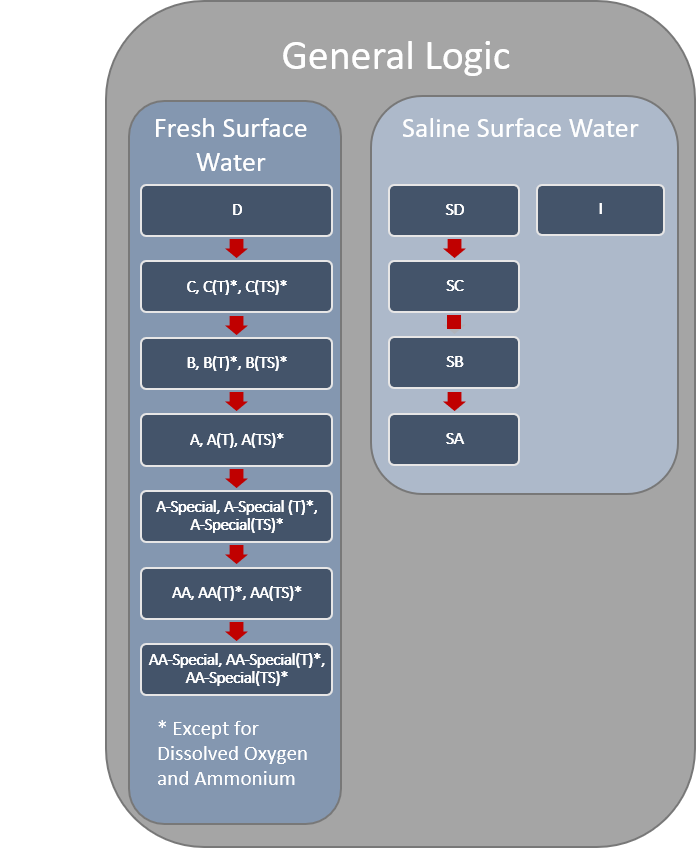 General Logic
Fresh Surface
Water
D
C, C(T)*, C(TS)*
B, B(T)*, B(TS)*
A, A(T), A(TS)*
A-Special, A-Special (T)*,
A-Special(TS)*
AA, AA(T)*, AA(TS)*
AA-Special, AA-Special(T)*,
AA-Special(TS)*
* Except for
Dissolved Oxygen
and Ammonium
Saline Surface Water
SD
I
SC
SB
SA